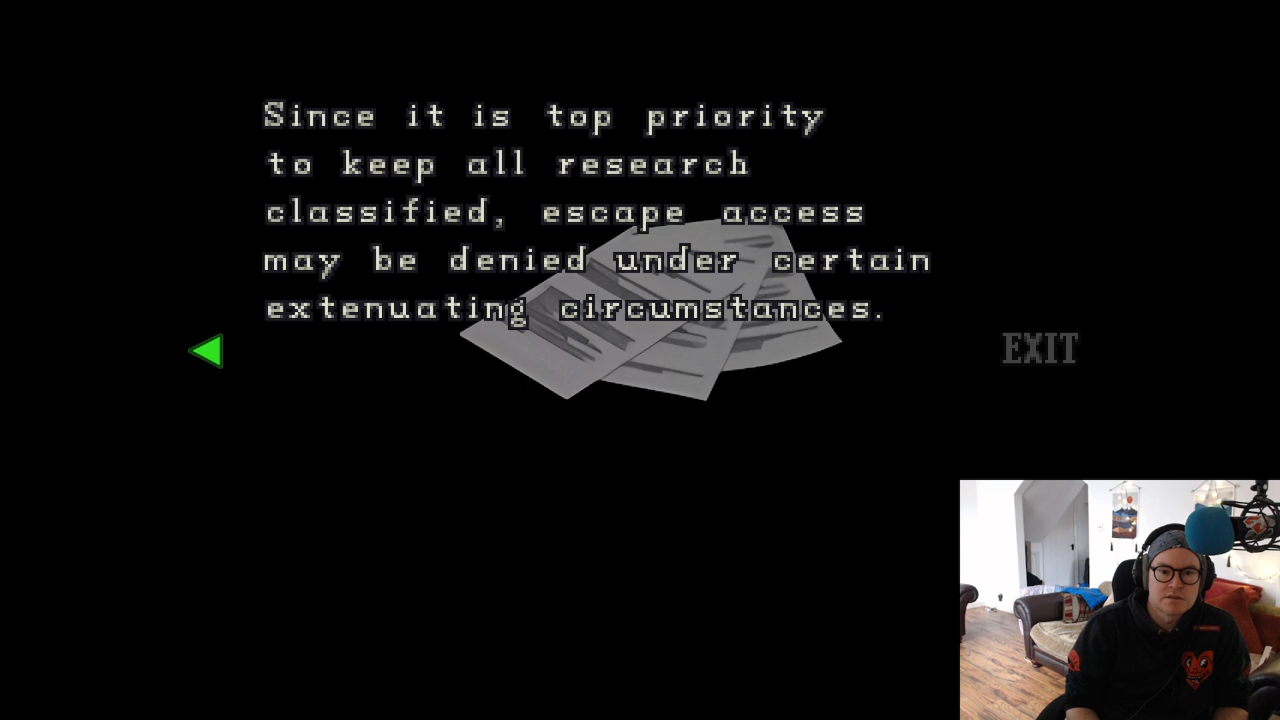 Since it is top priority
to keep all research
classified, escape access
may be denied under certain
extenuating circumstances.
EXIT